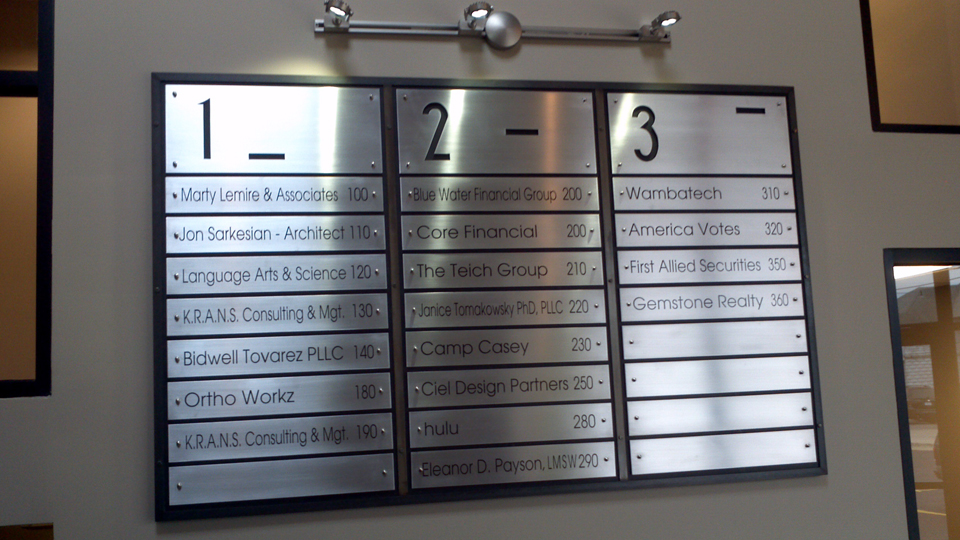 1 _
Marty Lemire & Associates 100
Jon Sarkesian - Architect 110
Language Arts & Science 120
K.R.A.N.S. Consulting & Mgt. 130
Bidwell Tovarez PLLC 140
Ortho Workz 180
K.R.A.N.S. Consulting & Mgt. 190
2 -
Blue Water Financial Group 200
Core Financial 200
The Teich Group 210
Janice Tomakowsky PhD, PLLC 220
Camp Casey 230
Ciel Design Partners 250
hulu 280
Eleanor D. Payson, LMSW 290
3 -
Wambatech 310
America Votes 320
First Allied Securities 350
Gemstone Realty 360